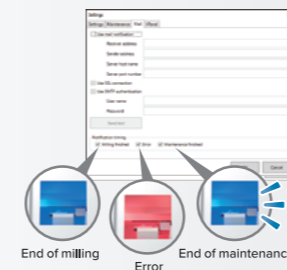 Settings
Settings Maintenance Mail VPanel
Use mail notification
Receiver address
Sender address
Server host name
Server port number
Use SSL connection
Use SMTP authentication
User name
Password
Notification timing
Milling finished Error Maintenance finished
Cancel
End of milling
Error
End of maintenanc